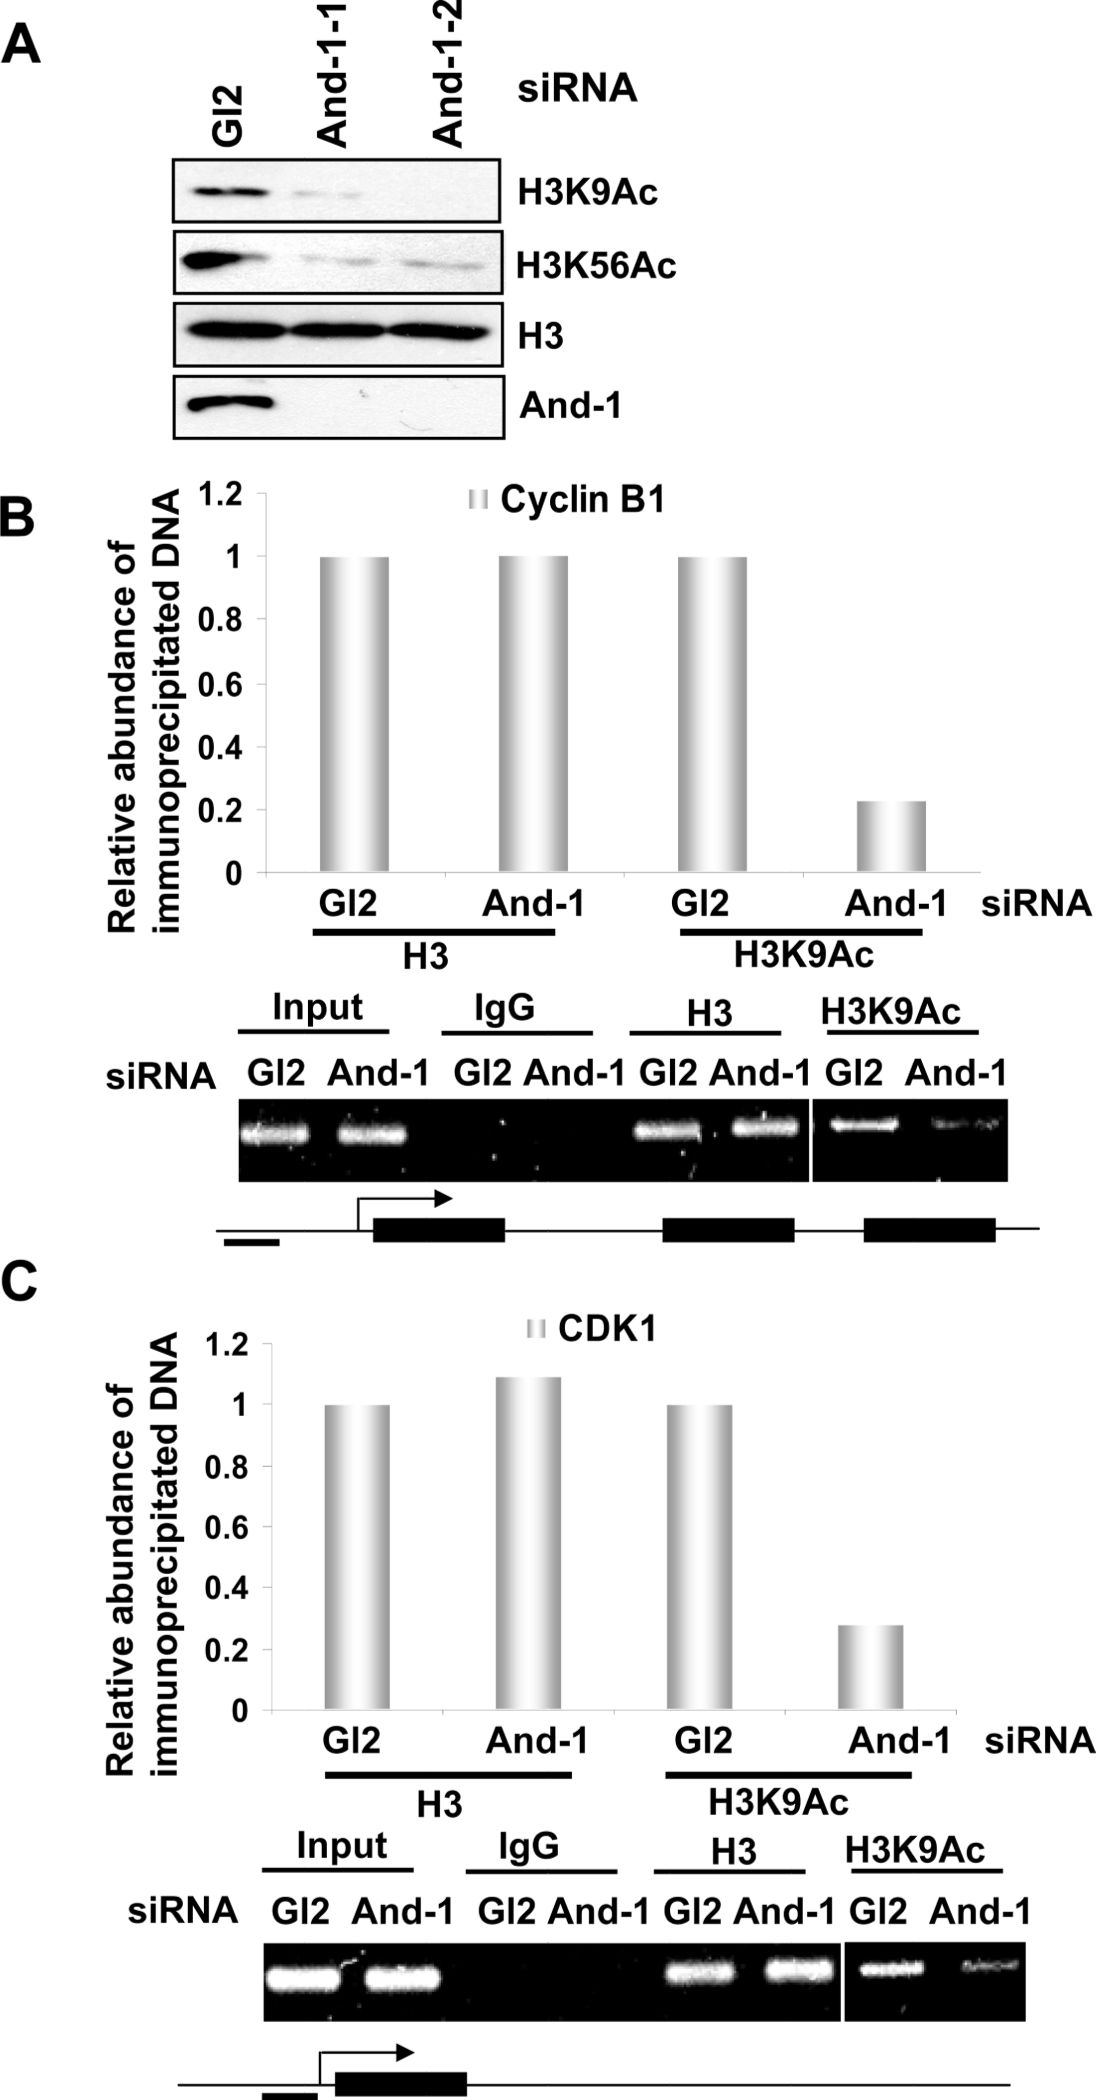 A
Gl2
And-1-1
And-1-2
siRNA
H3K9Ac
H3K56Ac
H3
And-1
B
Relative abundance of
immunoprecipitated DNA
Cyclin B1
1.2
1
0.8
0.6
0.4
0.2
0
Gl2 And-1 Gl2 And-1 siRNA
H3 H3K9Ac
Input IgG H3 H3K9Ac
siRNA Gl2 And-1 Gl2 And-1 Gl2 And-1 Gl2 And-1
C
Relative abundance of
immunoprecipitated DNA
CDK1
1.2
1
0.8
0.6
0.4
0.2
0
Gl2 And-1 Gl2 And-1 siRNA
H3 H3K9Ac
Input IgG H3 H3K9Ac
siRNA Gl2 And-1 Gl2 And-1 Gl2 And-1 Gl2 And-1